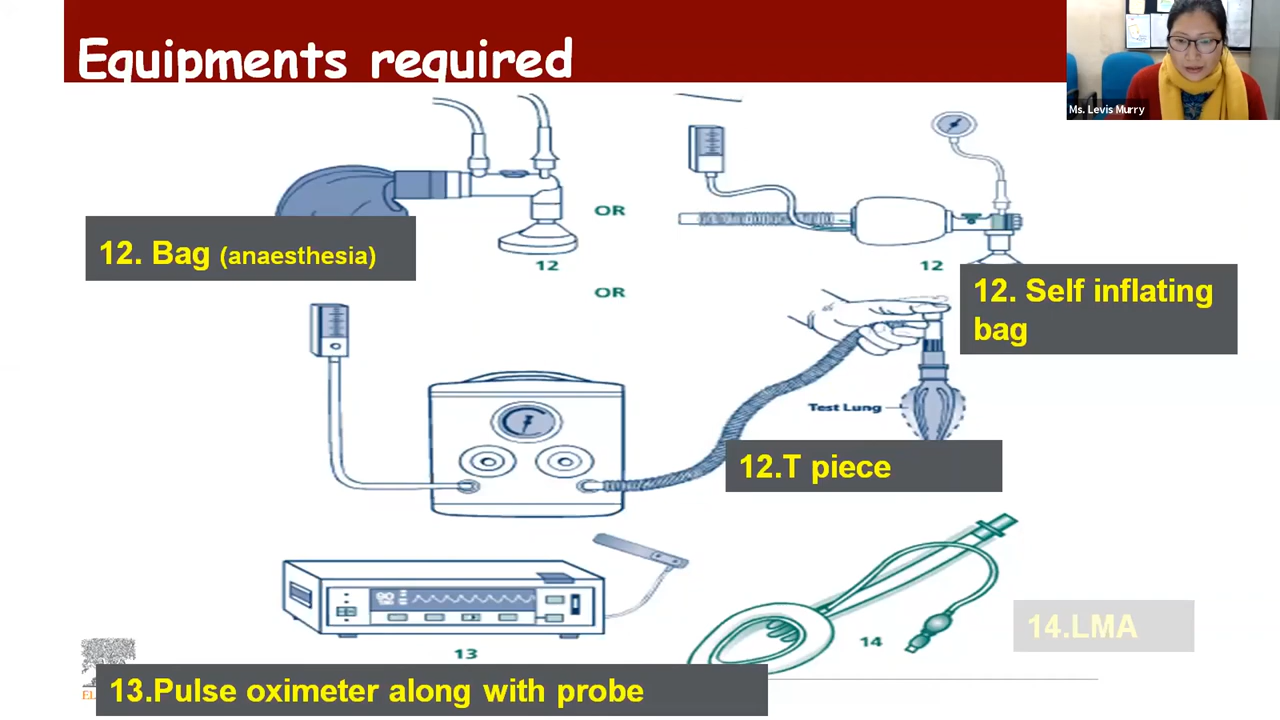 Equipments required
Ms. Levis Murry
OR
12. Bag (anaesthesia)
12
12
OR
12. Self inflating
bag
Test Lung
12.T piece
14.LMA
14
13
13.Pulse oximeter along with probe